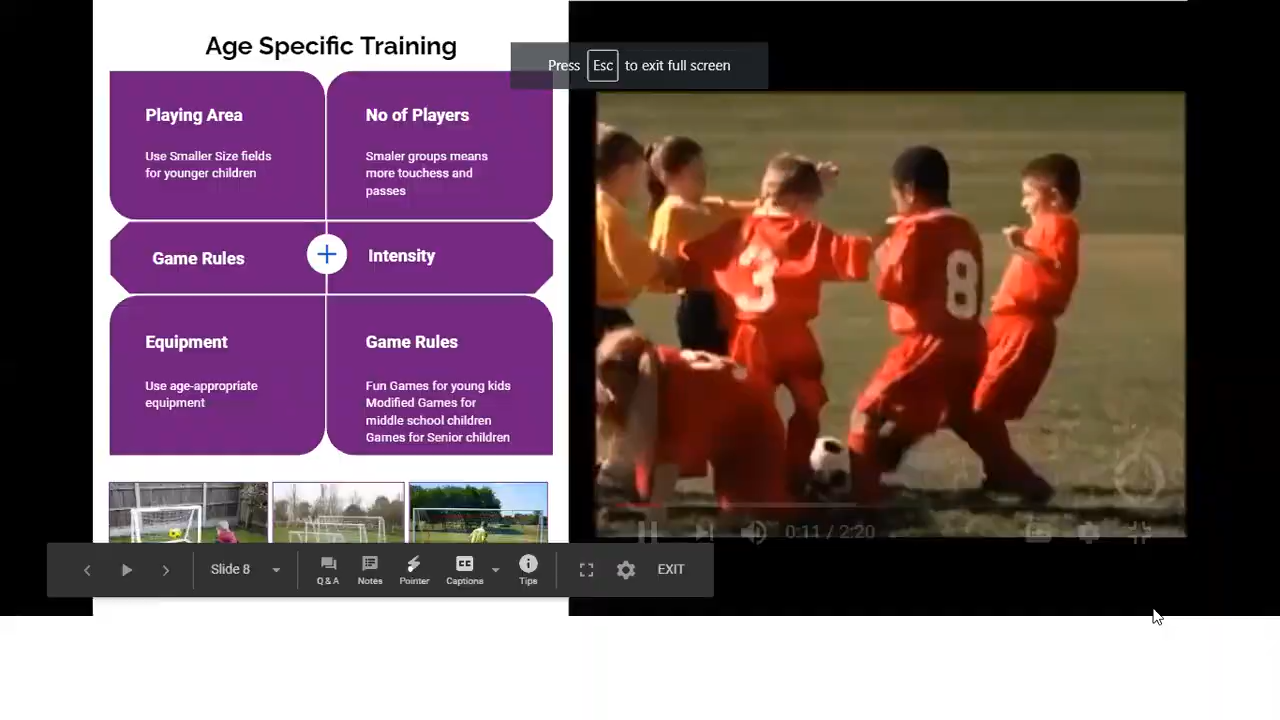 Age Specific Training
Press Esc to exit full screen
Playing Area
Use Smaller Size fields
for younger children
No of Players
Smaler groups means
more touchess and
passes
Game Rules
Intensity
Equipment
Use age-appropriate
equipment
Game Rules
Fun Games for young kids
Modified Games for
middle school children
Games for Senior children
3
8
0:11 / 2:20
Slide 8
Q & A
Notes
Pointer
CC
Captions
Tips
EXIT